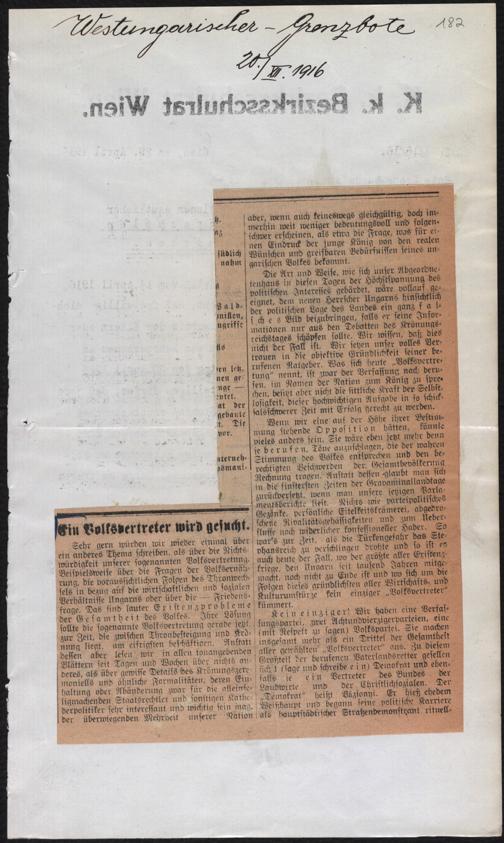 Westungarischer - Grenzbote
182
20./XII. 1916
K. k. Bezirksschulrat Wien.
Ein Volksvertreter wird gesucht.
Sehr gern würden wir wieder einmal über
ein anderes Thema schreiben, als über die Nichts-
würdigkeit unserer sogenannten Volksvertretung.
Beispielsweise über die Fragen der Volksernäh-
rung, die voraussichtlichen Folgen des Thronwech-
sels in bezug auf die wirtschaftlichen und sozialen
Verhältnisse Ungarns oder über die — Friedens-
frage. Das sind lauter Existenzprobleme
der Gesamtheit des Volkes. Ihre Lösung
sollte die sogenannte Volksvertretung gerade jetzt,
zur Zeit, die zwischen Thronbesteigung und Krö-
nung liegt, am eifrigsten beschäftigen. Anstatt
dessen aber lesen wir in allen tonangebenden
Blättern seit Tagen und Wochen über nichts an-
deres, als über gewisse Details des Krönungszere-
moniells und ähnliche Formalitäten, deren Ein-
haltung oder Abänderung zwar für die alleinse-
ligmachenden Staatsrechtler und sonstigen Kaffee-
herpolitiker sehr interessant und wichtig sein mag,
der überwiegenden Mehrheit unserer Nation
aber, wenn auch keineswegs gleichgültig, doch im-
merhin weit weniger bedeutungsvoll und folgen-
schwer erscheinen, als etwa die Frage, was für ei-
nen Eindruck der junge König von den realen
Wünschen und greifbaren Bedürfnissen seines un-
garischen Volkes bekommt.
Die Art und Weise, wie sich unser Abgeordne-
tenhaus in diesen Tagen der Höchstspannung des
politischen Interesses gebärdet, wäre vollauf ge-
eignet, dem neuen Herrscher Ungarns hinsichtlich
der politischen Lage des Landes ein ganz fal-
sches Bild beizubringen, falls er seine Infor-
mationen nur aus den Debatten des Krönungs-
reichstages schöpfen sollte. Wir wissen, daß dies
nicht der Fall ist. Wir setzen unser volles Ver-
trauen in die objektive Gründlichkeit seiner be-
rufenen Ratgeber. Was sich heute „Volksvertre-
tung" nennt, ist zwar der Verfassung nach beru-
fen, im Namen der Nation zum König zu spre-
chen, besitzt aber nicht die sittliche Kraft der Selbst-
losigkeit, dieser hochwichtigen Aufgabe in so schick-
salsschwerer Zeit mit Erfolg gerecht zu werden.
Wenn wir eine auf der Höhe ihrer Bestim-
mung stehende Opposition hätten, könnte
vieles anders sein. Sie wäre eben jetzt mehr denn
je berufen, Töne anzuschlagen, die der wahren
Stimmung des Volkes entsprechen und den be-
rechtigten Beschwerden der Gesamtbevölkerung
Rechnung tragen. Anstatt dessen glaubt man sich
in die finstersten Zeiten der Gravaminallandtage
zurückversetzt, wenn man unsere jetzigen Parla-
mentsberichte liest. Nichts wie parteipolitisches
Gezänke, persönliche Eitelkeitskrämerei, abgedro-
schene Rivalitätsgehässigkeiten und zum Ueber-
flusse noch widerlicher konfessioneller Hader. So
war's zur Zeit, als die Türkengefahr das Ste-
phansreich zu verschlingen drohte und so ist es
auch heute der Fall, wo der größte aller Existenz-
kriege, den Ungarn seit tausend Jahren mitge-
macht, noch nicht zu Ende ist und wo sich um die
Folgen dieses gründlichsten aller Wirtschafts- und
Kulturumstürze kein einziger „Volksvertreter"
kümmert.
Kein einziger! Wir haben eine Verfas-
sungspartei, zwei Achtundvierzigerparteien, eine
(mit Respekt zu sagen) Volkspartei. Sie machen
insgesamt mehr als ein Drittel der Gesamtheit
aller gewählten „Volksvertreter" aus. Zu diesem
Großteil der berufenen Vaterlandsretter gesellt
sich 1 (sage und schreibe ein) Demokrat und eben-
falls je ein Vertreter des Bundes der
Landwirte und der Christlichsozialen. Der
„Demokrat" heißt Vázsonyi. Er hieß ehedem
Weiszhaupt und begann seine politische Karriere
als hauptstädtischer Straßendemonstrant rituell-